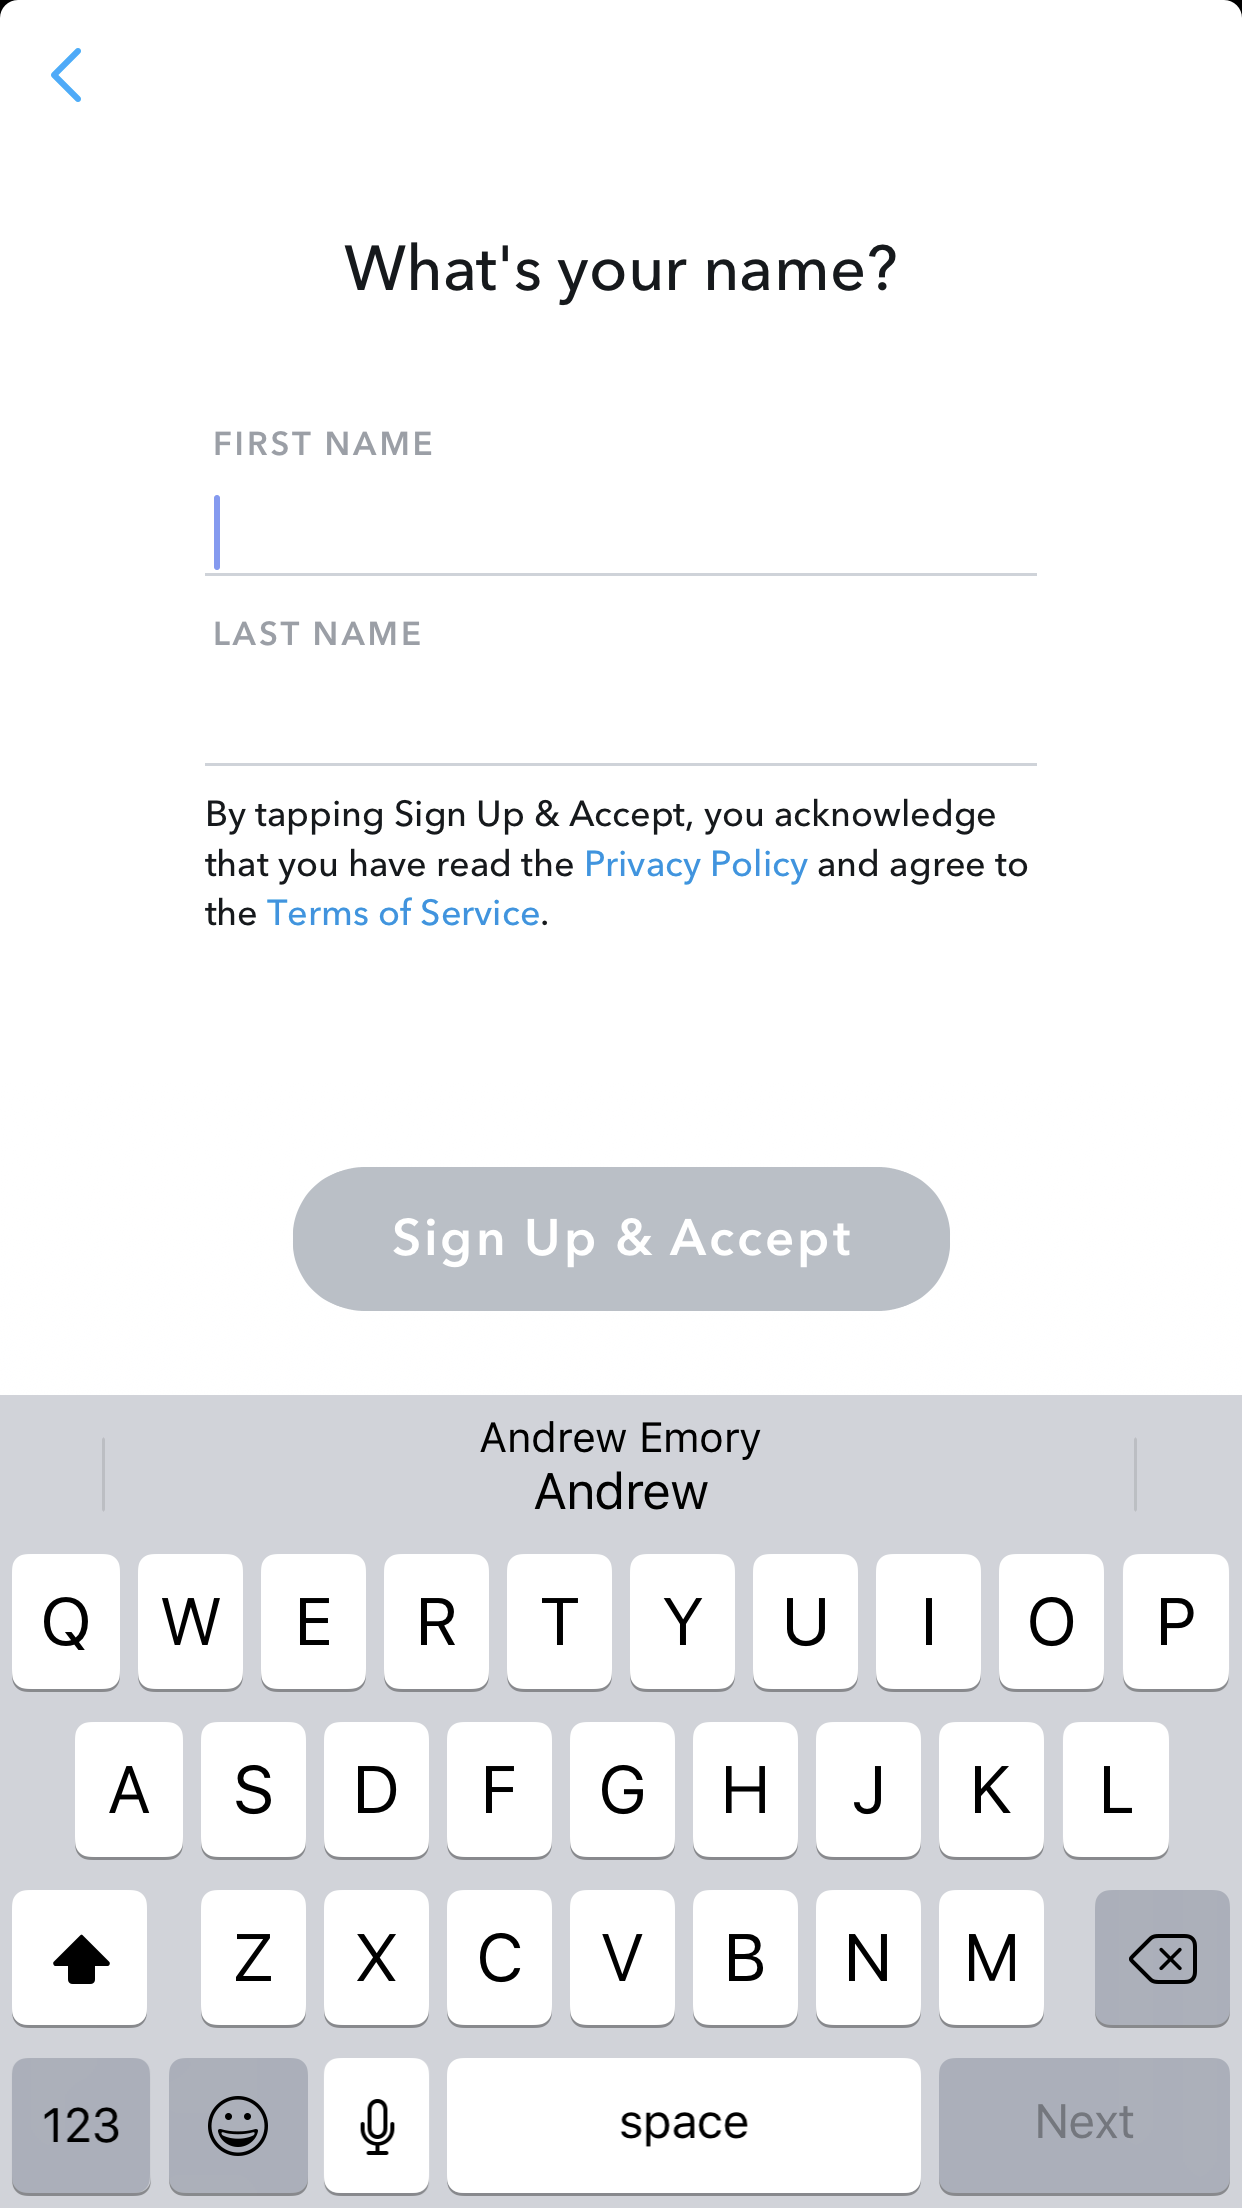 What's your name?
FIRST NAME
LAST NAME
By tapping Sign Up & Accept, you acknowledge
that you have read the Privacy Policy and agree to
the Terms of Service.
Sign Up & Accept
Andrew Emory
Andrew
Q W E R T Y U I O P
A S D F G H J K L
Z X C V B N M
123 space Next